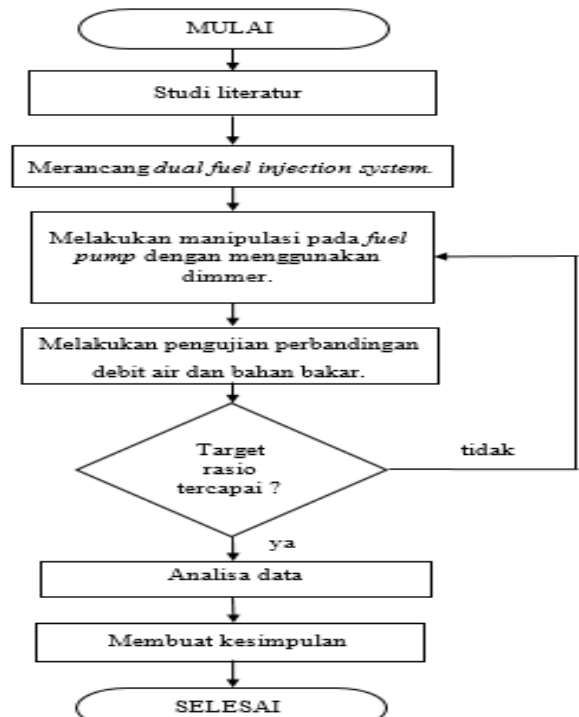 MULAI
Studi literatur
Merancang dual fuel injection system.
Melakukan manipulasi pada fuel
pump dengan menggunakan
dimmer.
Melakukan pengujian perbandingan
debit air dan bahan bakar.
Target
rasio
tercapai ?
tidak
ya
Analisa data
Membuat kesimpulan
SELESAI